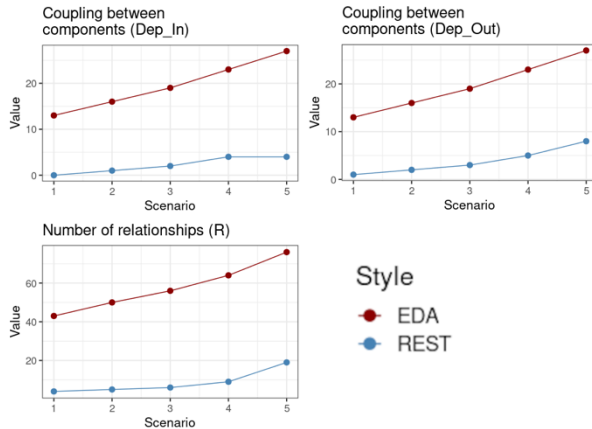 Coupling between
components (Dep_In)
Value
20
10
0
1 2 3 4 5
Scenario
Coupling between
components (Dep_Out)
Value
20
10
0
1 2 3 4 5
Scenario
Number of relationships (R)
Value
60
40
20
1 2 3 4 5
Scenario
Style
EDA
REST